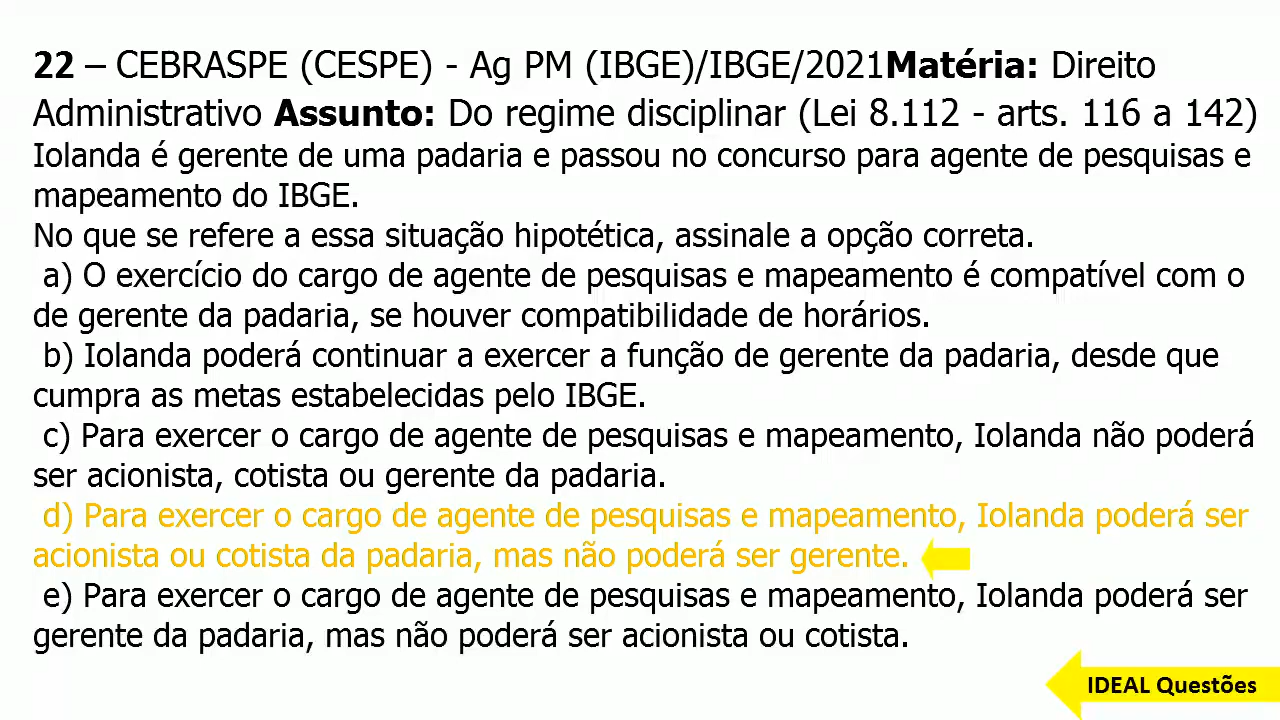 22 – CEBRASPE (CESPE) - Ag PM (IBGE)/IBGE/2021Matéria: Direito
Administrativo Assunto: Do regime disciplinar (Lei 8.112 - arts. 116 a 142)
Iolanda é gerente de uma padaria e passou no concurso para agente de pesquisas e
mapeamento do IBGE.
No que se refere a essa situação hipotética, assinale a opção correta.
a) O exercício do cargo de agente de pesquisas e mapeamento é compatível com o
de gerente da padaria, se houver compatibilidade de horários.
b) Iolanda poderá continuar a exercer a função de gerente da padaria, desde que
cumpra as metas estabelecidas pelo IBGE.
c) Para exercer o cargo de agente de pesquisas e mapeamento, Iolanda não poderá
ser acionista, cotista ou gerente da padaria.
d) Para exercer o cargo de agente de pesquisas e mapeamento, Iolanda poderá ser
acionista ou cotista da padaria, mas não poderá ser gerente.
e) Para exercer o cargo de agente de pesquisas e mapeamento, Iolanda poderá ser
gerente da padaria, mas não poderá ser acionista ou cotista.
IDEAL Questões